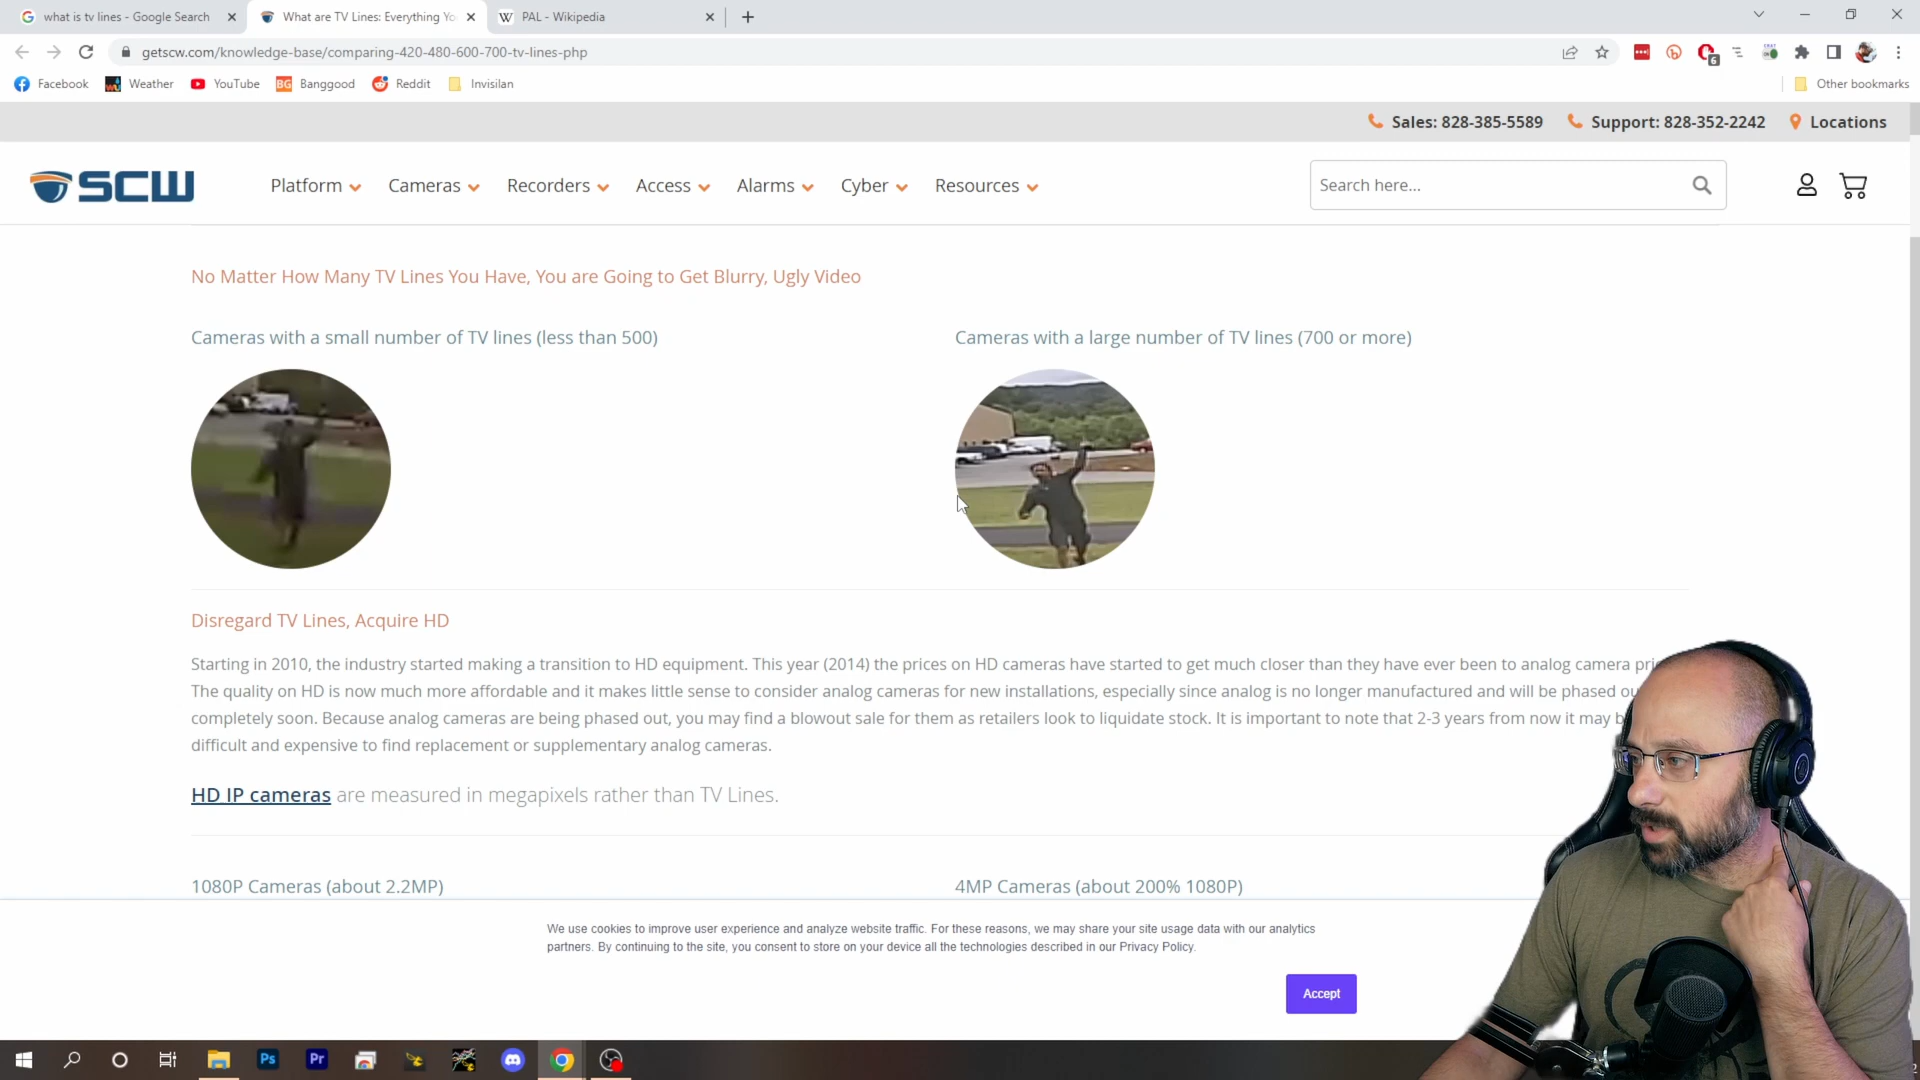 what is tv lines - Google Search
What are TV Lines: Everything Yo
PAL - Wikipedia
getscw.com/knowledge-base/comparing-420-480-600-700-tv-lines-php
6
Facebook
Weather
YouTube
BG
Banggood
Reddit
Invisilan
Other bookmarks
Sales: 828-385-5589
Support: 828-352-2242
Locations
SCW
Platform
Cameras
Recorders
Access
Alarms
Cyber
Resources
Search here...
No Matter How Many TV Lines You Have, You are Going to Get Blurry, Ugly Video
Cameras with a small number of TV lines (less than 500)
Cameras with a large number of TV lines (700 or more)
Disregard TV Lines, Acquire HD
Starting in 2010, the industry started making a transition to HD equipment. This year (2014) the prices on HD cameras have started to get much closer than they have ever been to analog camera pri
The quality on HD is now much more affordable and it makes little sense to consider analog cameras for new installations, especially since analog is no longer manufactured and will be phased ou
completely soon. Because analog cameras are being phased out, you may find a blowout sale for them as retailers look to liquidate stock. It is important to note that 2-3 years from now it may b
difficult and expensive to find replacement or supplementary analog cameras.
HD IP cameras are measured in megapixels rather than TV Lines.
1080P Cameras (about 2.2MP)
4MP Cameras (about 200% 1080P)
We use cookies to improve user experience and analyze website traffic. For these reasons, we may share your site usage data with our analytics
partners. By continuing to the site, you consent to store on your device all the technologies described in our Privacy Policy.
Accept
Ps
Pr